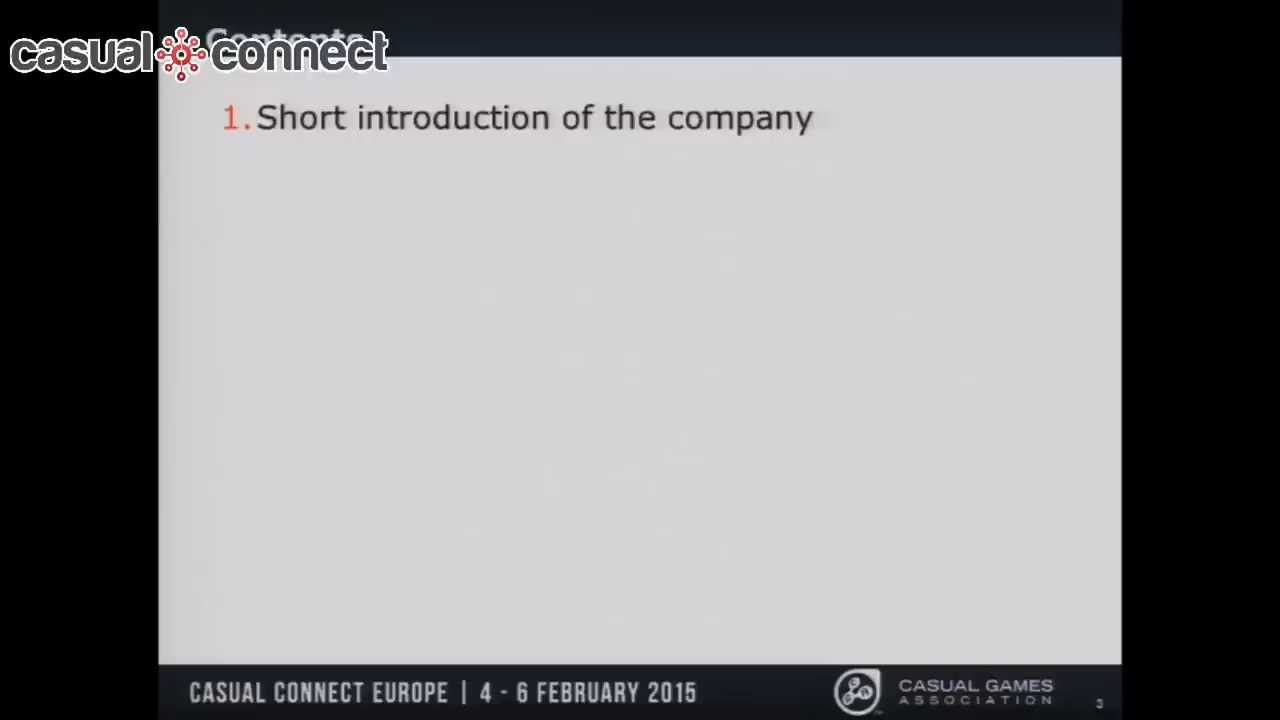 Contents
casual connect
1. Short introduction of the company
CASUAL CONNECT EUROPE | 4 - 6 FEBRUARY 2015
CASUAL GAMES
ASSOCIATION
3